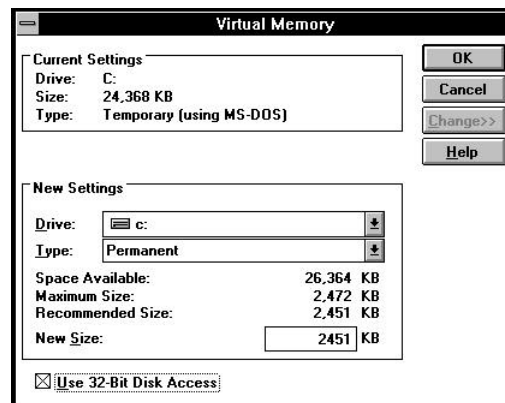 Virtual Memory
Current Settings
Drive: C:
Size: 24,368 KB
Type: Temporary (using MS-DOS)
OK
Cancel
Change>>
Help
New Settings
Drive: c:
Type: Permanent
Space Available: 26,364 KB
Maximum Size: 2,472 KB
Recommended Size: 2,451 KB
New Size: 2451 KB
Use 32-Bit Disk Access